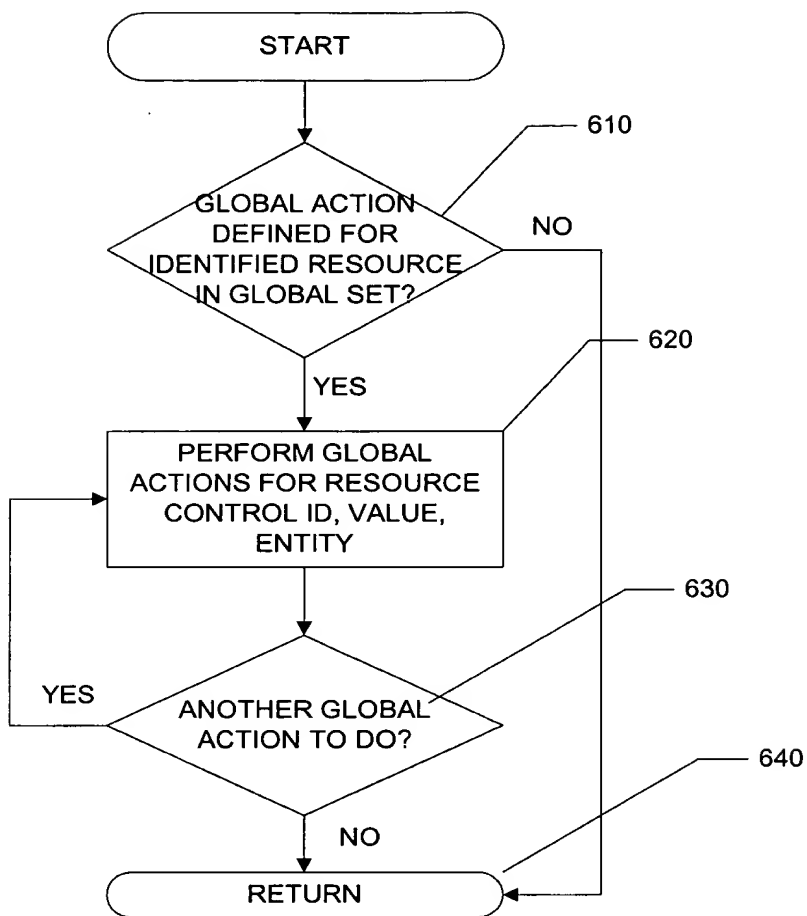 START
610
GLOBAL ACTION
DEFINED FOR
IDENTIFIED RESOURCE
IN GLOBAL SET?
NO
620
YES
PERFORM GLOBAL
ACTIONS FOR RESOURCE
CONTROL ID, VALUE,
ENTITY
630
YES
ANOTHER GLOBAL
ACTION TO DO?
640
NO
RETURN